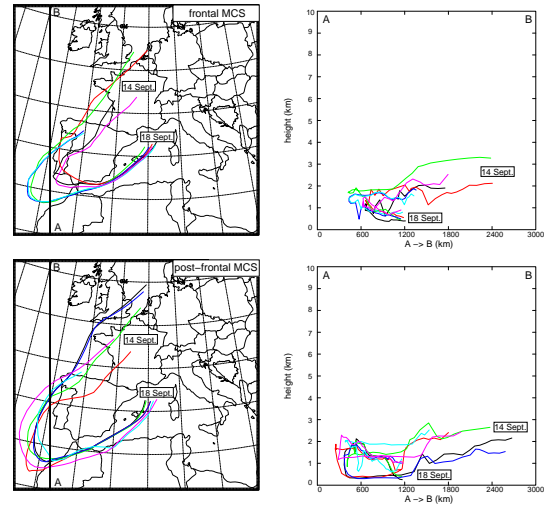 B
frontal MCS
14 Sept.
18 Sept.
A
A
B
10
9
8
7
6
5
4
3
2
1
0
height (km)
14 Sept.
18 Sept.
0
600
1200
1800
2400
3000
A -> B (km)
B
post-frontal MCS
14 Sept.
18 Sept.
A
A
B
10
9
8
7
6
5
4
3
2
1
0
height (km)
14 Sept.
18 Sept.
0
600
1200
1800
2400
3000
A -> B (km)